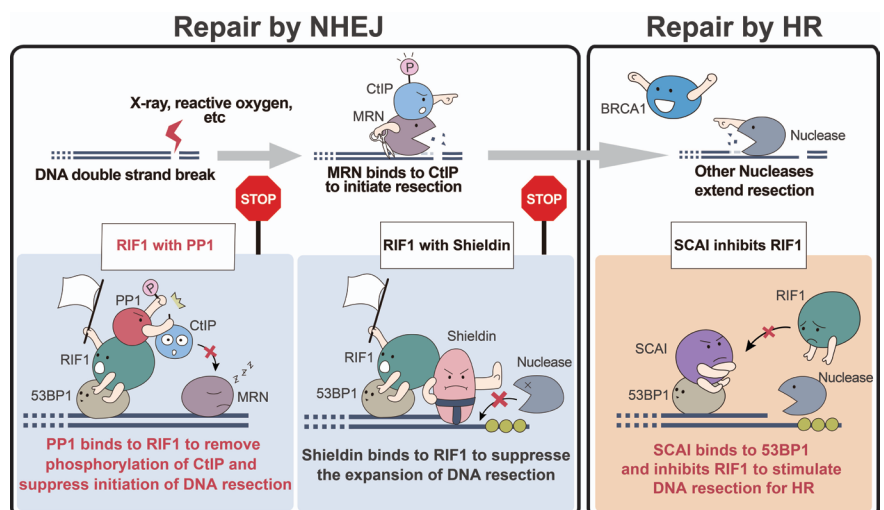 Repair by NHEJ
Repair by HR
X-ray, reactive oxygen,
etc
DNA double strand break
P
CtIP
MRN
MRN binds to CtIP
to initiate resection
BRCA1
Nuclease
Other Nucleases
extend resection
STOP
STOP
RIF1 with PP1
RIF1 with Shieldin
SCAI inhibits RIF1
P
PP1
CtIP
RIF1
53BP1
zzz
MRN
PP1 binds to RIF1 to remove
phosphorylation of CtIP and
suppress initiation of DNA resection
Shieldin
RIF1
Nuclease
53BP1
Shieldin binds to RIF1 to suppresse
the expansion of DNA resection
RIF1
SCAI
Nuclease
53BP1
SCAI binds to 53BP1
and inhibits RIF1 to stimulate
DNA resection for HR